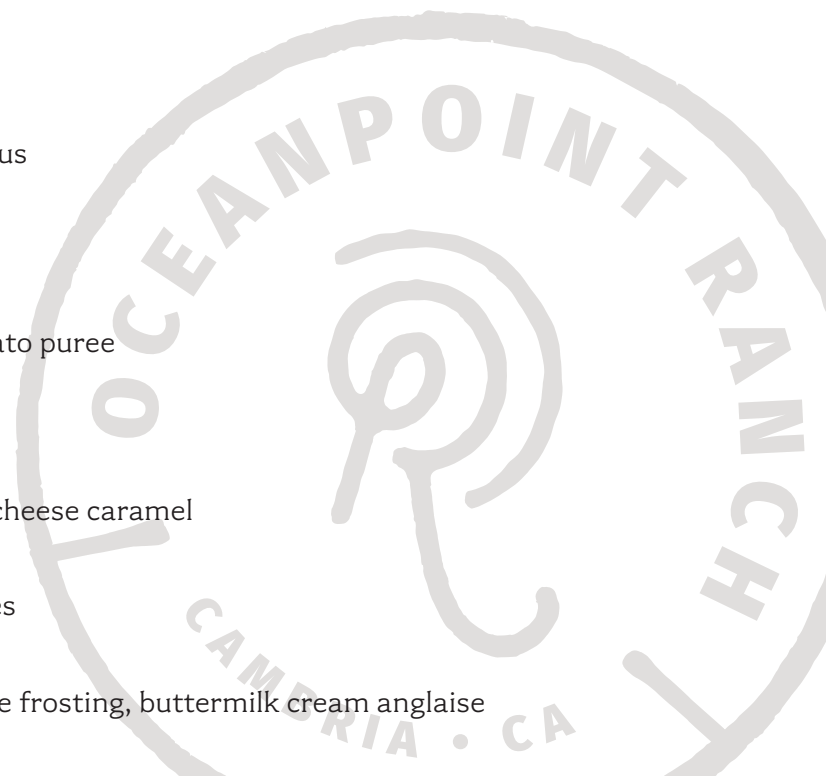 OCEANPOINT RANCH
us
ato puree
cheese caramel
es
e frosting, buttermilk cream anglaise
CAMBRIA • CA